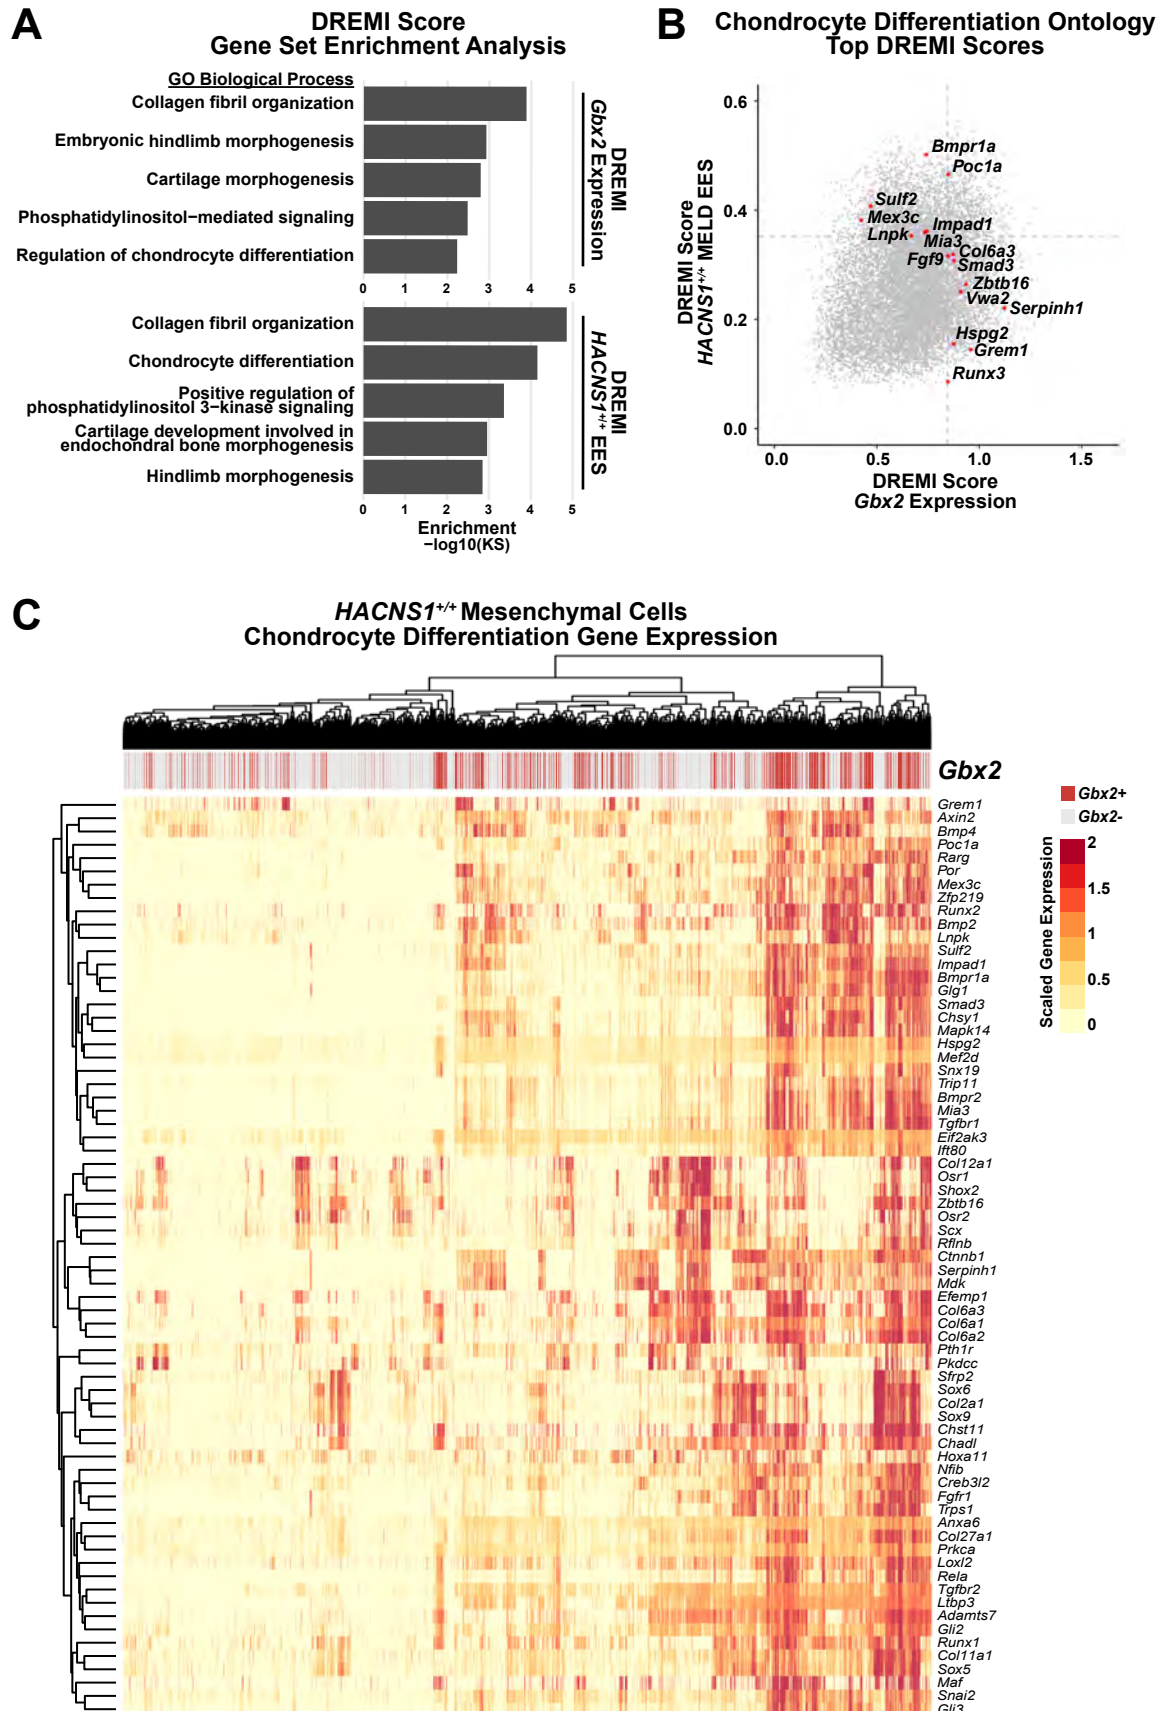 A
DREMI Score
Gene Set Enrichment Analysis
GO Biological Process
Collagen fibril organization
Embryonic hindlimb morphogenesis
Cartilage morphogenesis
Phosphatidylinositol−mediated signaling
Regulation of chondrocyte differentiation
0 1 2 3 4 5
DREMI
Gbx2 Expression
Collagen fibril organization
Chondrocyte differentiation
Positive regulation of
phosphatidylinositol 3−kinase signaling
Cartilage development involved in
endochondral bone morphogenesis
Hindlimb morphogenesis
0 1 2 3 4 5
Enrichment
−log10(KS)
DREMI
HACNS1+/+ EES
B
Chondrocyte Differentiation Ontology
Top DREMI Scores
DREMI Score
HACNS1+/+ MELD EES
0.6
0.4
0.2
0.0
Bmpr1a
Poc1a
Sulf2
Mex3c
Impad1
Lnpk
Mia3
Col6a3
Fgf9
Smad3
Zbtb16
Vwa2
Serpinh1
Hspg2
Grem1
Runx3
0.0 0.5 1.0 1.5
DREMI Score
Gbx2 Expression
C
HACNS1+/+ Mesenchymal Cells
Chondrocyte Differentiation Gene Expression
Gbx2
Gbx2+
Gbx2-
Scaled Gene Expression
2
1.5
1
0.5
0
Grem1
Axin2
Bmp4
Poc1a
Rarg
Por
Mex3c
Zfp219
Runx2
Bmp2
Lnpk
Sulf2
Impad1
Bmpr1a
Glg1
Smad3
Chsy1
Mapk14
Hspg2
Mef2d
Snx19
Trip11
Bmpr2
Mia3
Tgfbr1
Eif2ak3
Ift80
Col12a1
Osr1
Shox2
Zbtb16
Osr2
Scx
Rflnb
Ctnnb1
Serpinh1
Mdk
Efemp1
Col6a3
Col6a1
Col6a2
Pth1r
Pkdcc
Sfrp2
Sox6
Col2a1
Sox9
Chst11
Chadl
Hoxa11
Nfib
Creb3l2
Fgfr1
Trps1
Anxa6
Col27a1
Prkca
Loxl2
Rela
Tgfbr2
Ltbp3
Adamts7
Gli2
Runx1
Col11a1
Sox5
Maf
Snai2
Gli3